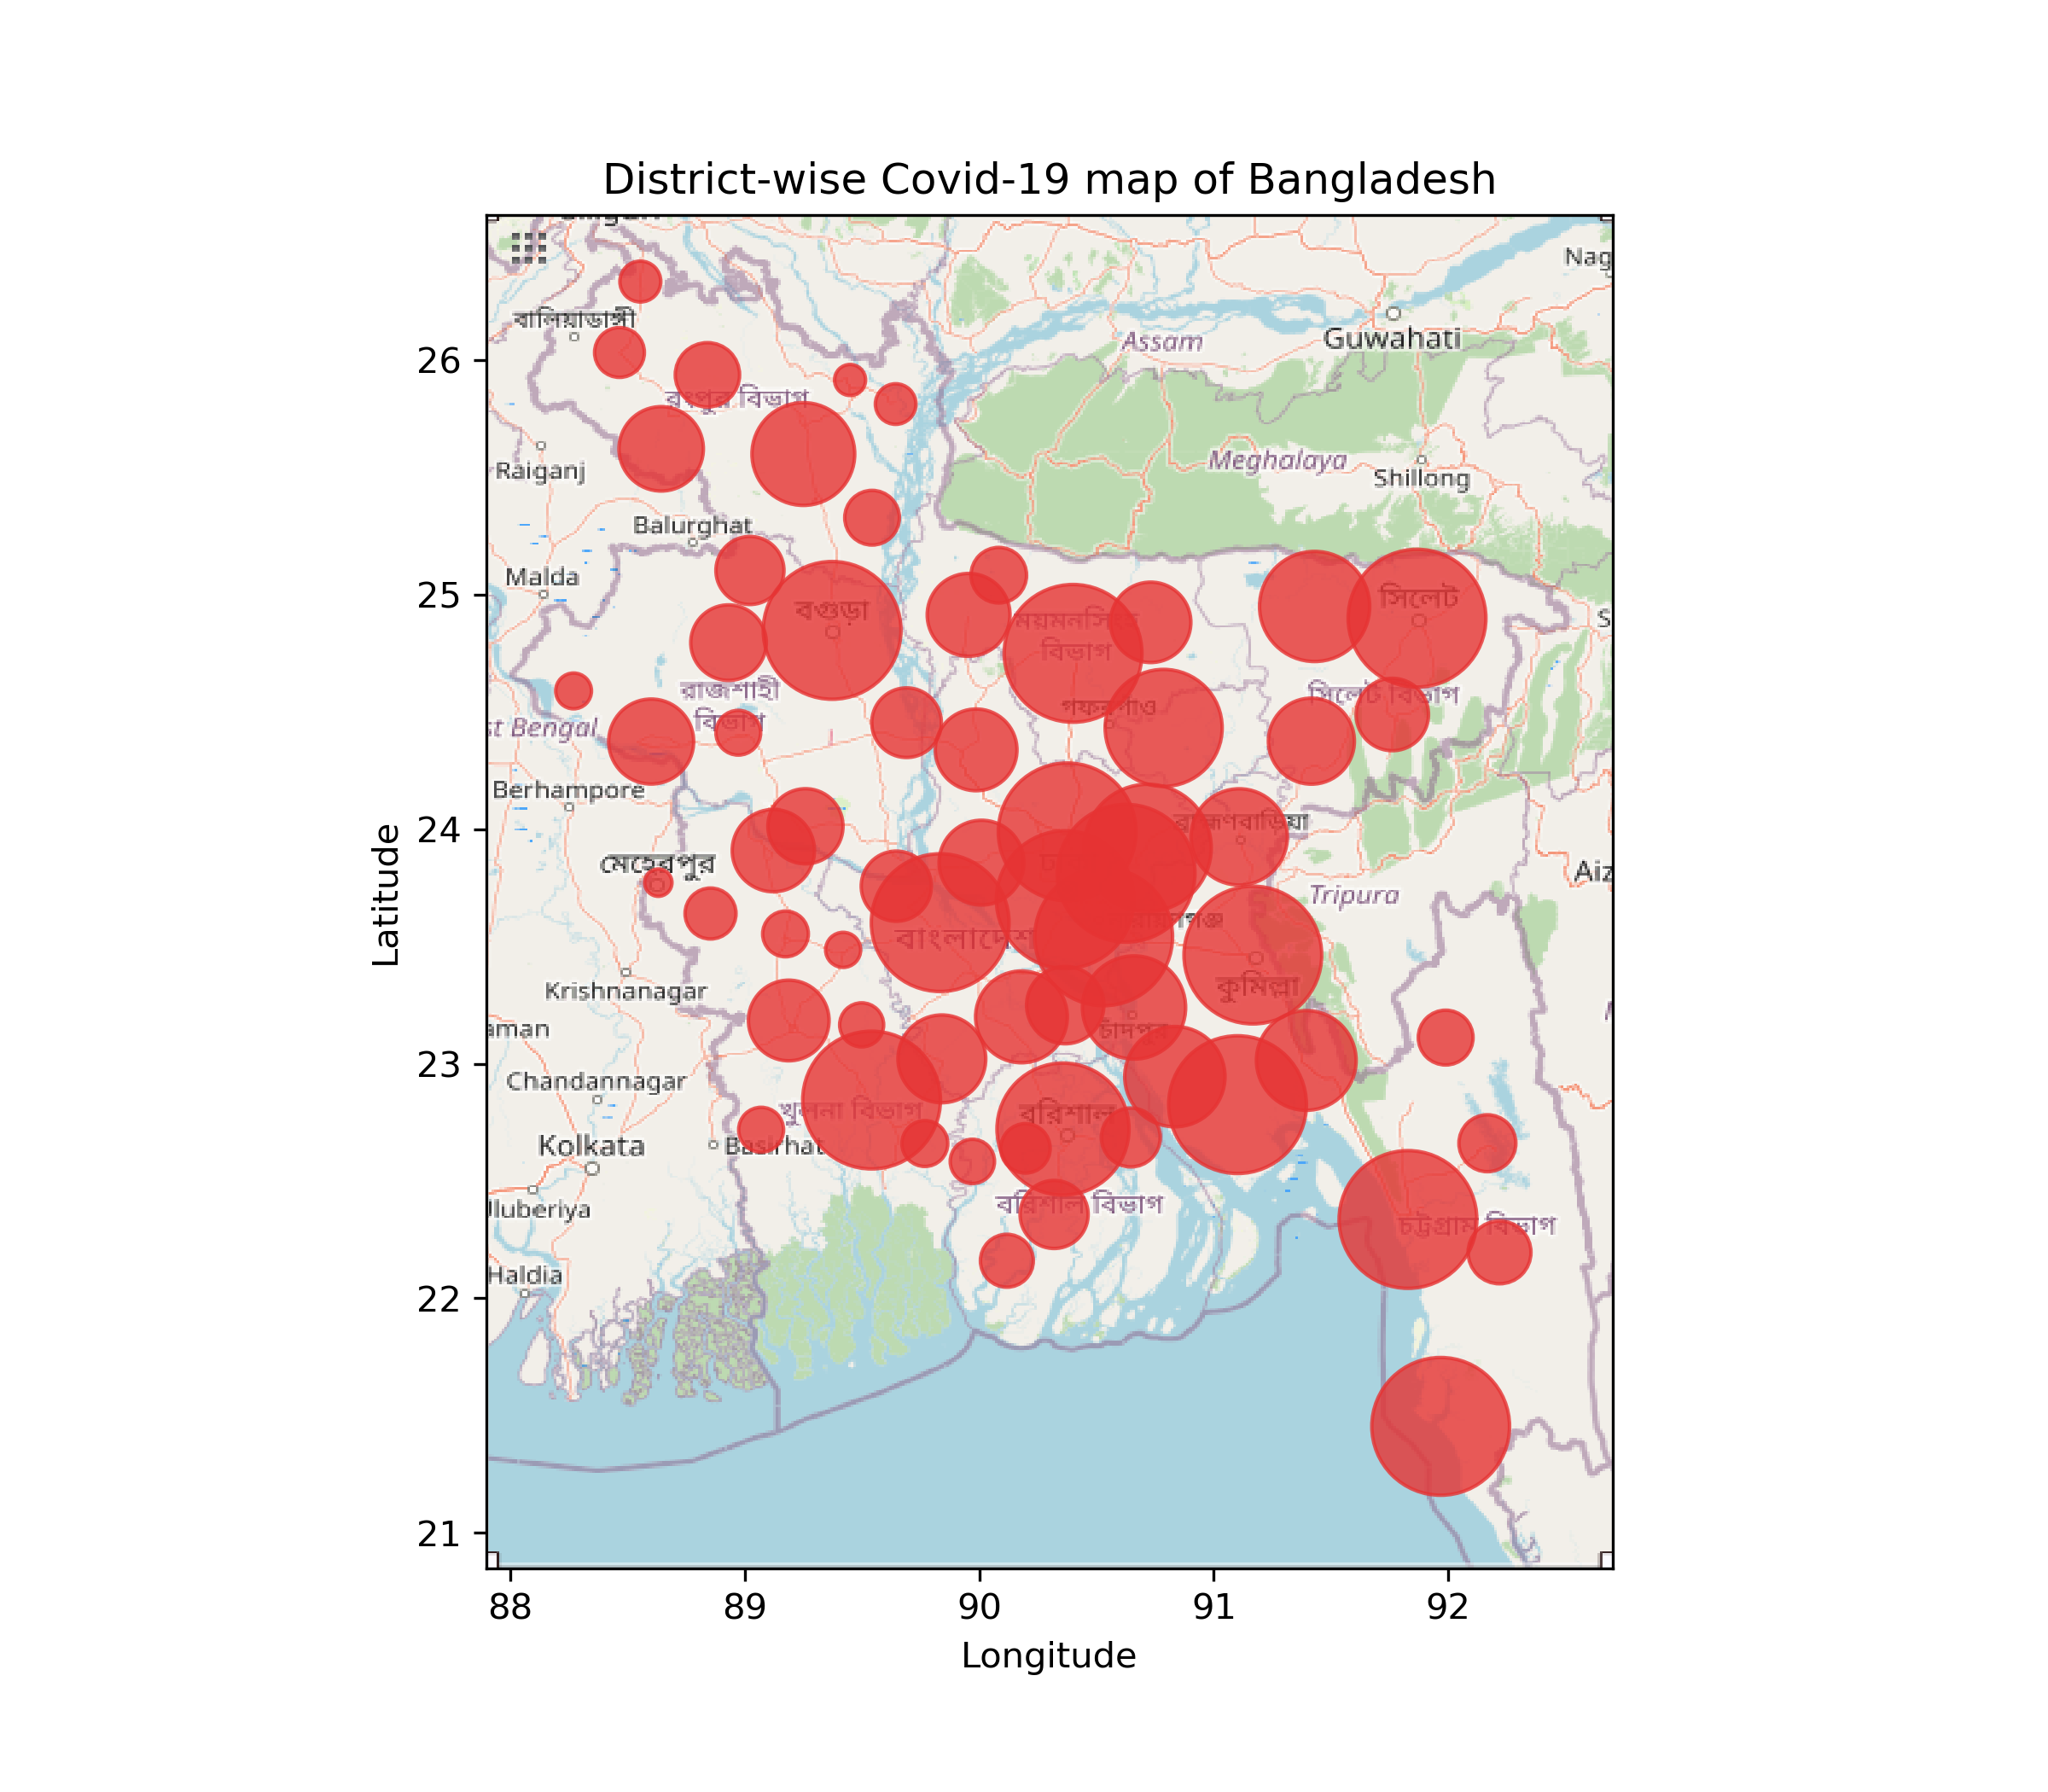 District-wise Covid-19 map of Bangladesh
Nag
বালিয়াডাঙ্গী
Guwahati
Assam
26
রংপুর বিভাগ
Raiganj
Meghalaya
Shillong
Balurghat
Malda
25
বগুড়া
সিলেট
ময়মনসিংহ
বিভাগ
রাজশাহী
বিভাগ
সিলেট বিভাগ
গফরগাঁও
st Bengal
Berhampore
24
ব্রাহ্মণবাড়িয়া
মেহেরপুর
Aiz
Tripura
Latitude
বাংলাদেশ
Krishnanagar
কুমিল্লা
aman
চাঁদপুর
23
Chandannagar
খুলনা বিভাগ
বরিশাল
Kolkata
Basirhat
Uluberiya
বরিশাল বিভাগ
চট্টগ্রাম বিভাগ
Haldia
22
21
88 89 90 91 92
Longitude